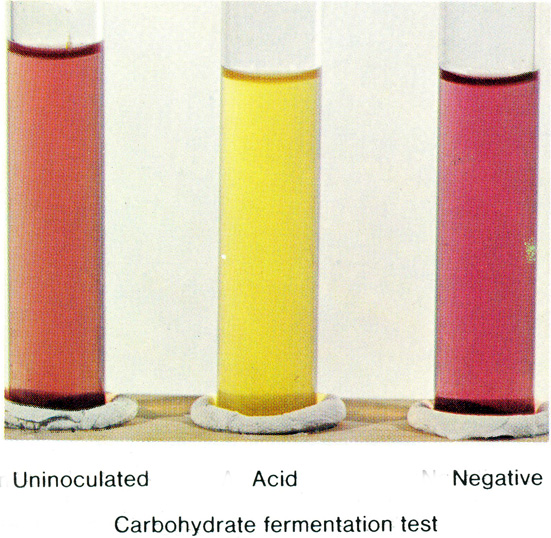 Uninoculated Acid Negative
Carbohydrate fermentation test